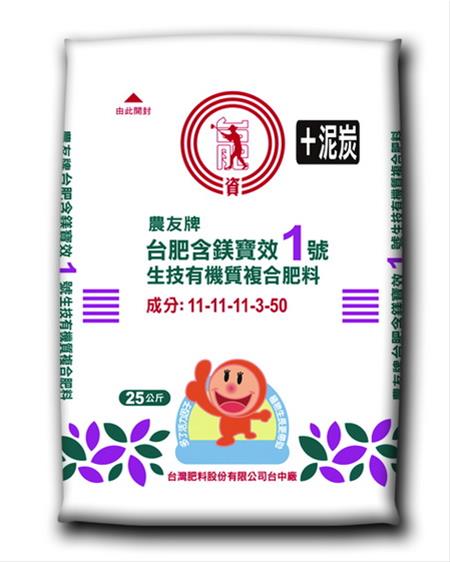 由此開封
資
+泥炭
農友牌
台肥含鎂寶效1號
生技有機質複合肥料
成分: 11-11-11-3-50
農友牌台肥含鎂寶效1號生技有機質複合肥料
25公斤
台灣肥料股份有限公司台中廠